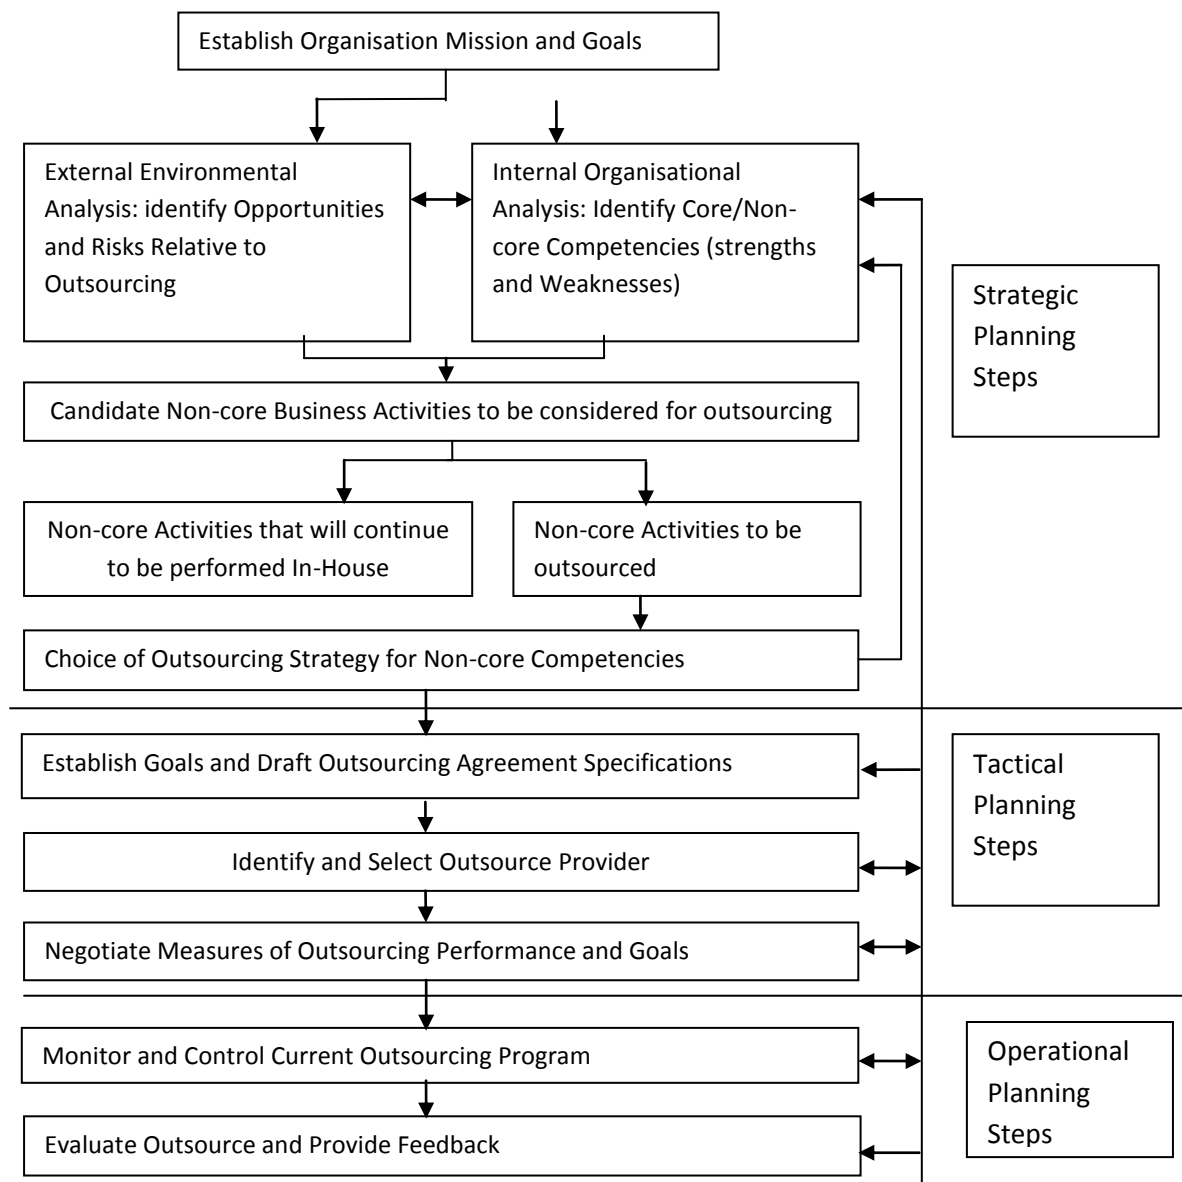 Establish Organisation Mission and Goals
External Environmental
Analysis: identify Opportunities
and Risks Relative to
Outsourcing
Internal Organisational
Analysis: Identify Core/Non-
core Competencies (strengths
and Weaknesses)
Strategic
Planning
Steps
Candidate Non-core Business Activities to be considered for outsourcing
Non-core Activities that will continue
to be performed In-House
Non-core Activities to be
outsourced
Choice of Outsourcing Strategy for Non-core Competencies
Establish Goals and Draft Outsourcing Agreement Specifications
Tactical
Planning
Steps
Identify and Select Outsource Provider
Negotiate Measures of Outsourcing Performance and Goals
Monitor and Control Current Outsourcing Program
Operational
Planning
Steps
Evaluate Outsource and Provide Feedback